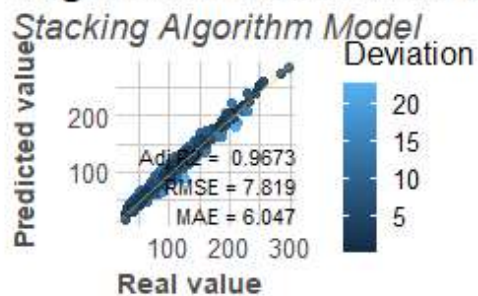 Stacking Algorithm Model
Deviation
Predicted value
200
100
Adj R2 = 0.9673
RMSE = 7.819
MAE = 6.047
100 200 300
Real value
20
15
10
5